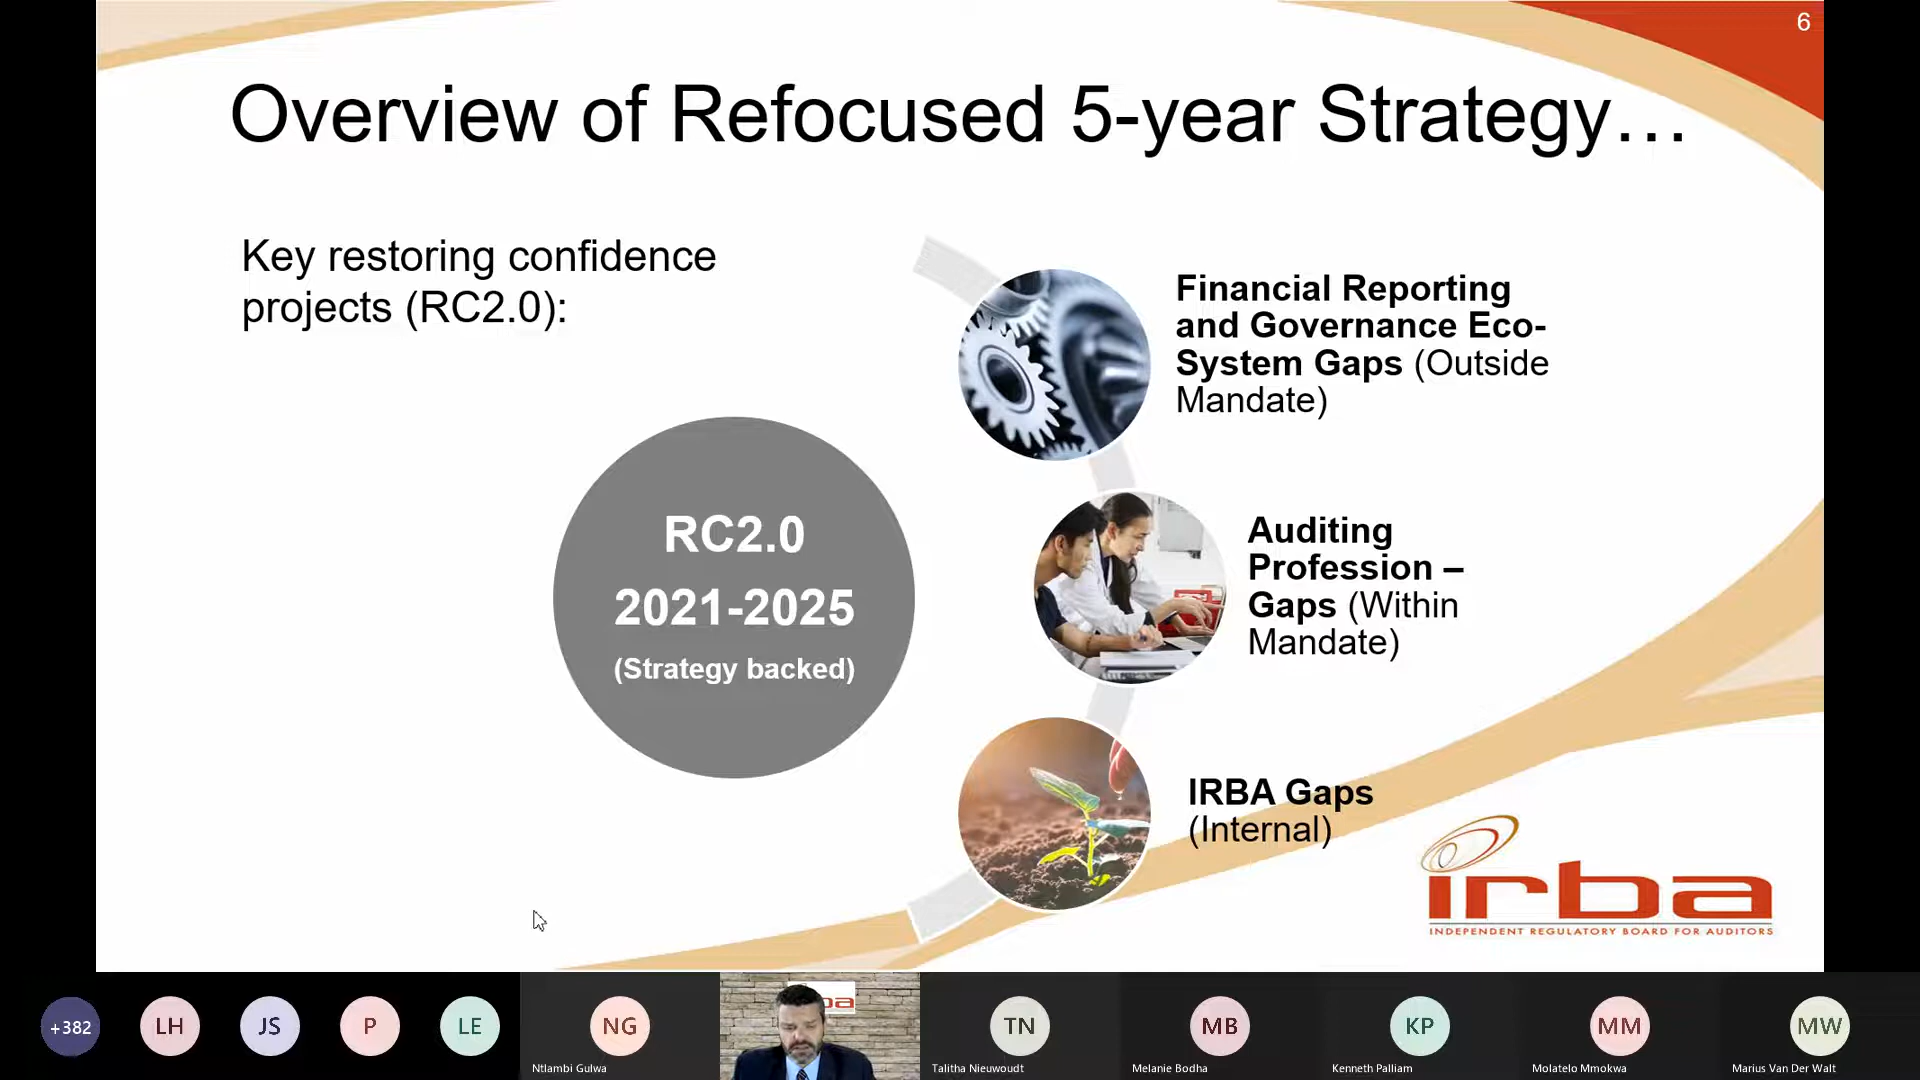 6
Overview of Refocused 5-year Strategy…
Key restoring confidence
projects (RC2.0):
RC2.0
2021-2025
(Strategy backed)
Financial Reporting
and Governance Eco-
System Gaps (Outside
Mandate)
Auditing
Profession –
Gaps (Within
Mandate)
IRBA Gaps
(Internal)
irba
INDEPENDENT REGULATORY BOARD FOR AUDITORS
+382
LH
JS
P
LE
NG
Ntlambi Gulwa
ba
TN
Talitha Nieuwoudt
MB
Melanie Bodha
KP
Kenneth Palliam
MM
Molatelo Mmokwa
MW
Marius Van Der Walt